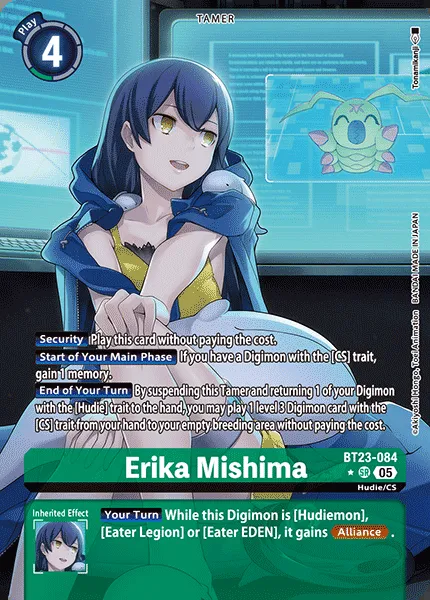 TAMER
Play
4
Tonamikanji
Security Play this card without paying the cost.
Start of Your Main Phase If you have a Digimon with the [CS] trait,
gain 1 memory.
End of Your Turn By suspending this Tamer and returning 1 of your Digimon
with the [Hudie] trait to the hand, you may play 1 level 3 Digimon card with the
[CS] trait from your hand to your empty breeding area without paying the cost.
©Akiyoshi Hongo, Toei Animation BANDAI MADE IN JAPAN
Erika Mishima
BT23-084
SR 05
Hudie/CS
Inherited Effect
Your Turn While this Digimon is [Hudiemon],
[Eater Legion] or [Eater EDEN], it gains Alliance .